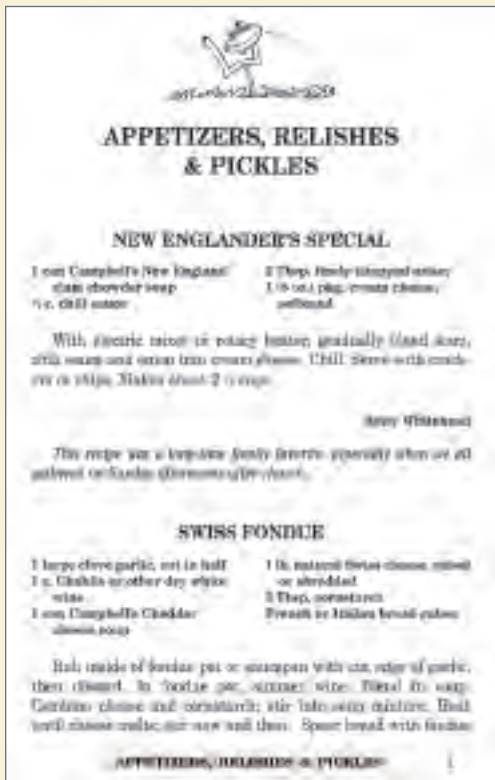 APPETIZERS, RELISHES
& PICKLES
NEW ENGLANDER'S SPECIAL
1 can Campbell's New England
clam chowder soup
c. chili sauce
2 Tbsp. finely chopped onion
1 (8 oz.) pkg. cream cheese,
softened
With electric mixer or rotary beater, gradually blend soup,
chili sauce and onion into cream cheese. Chill. Serve with crack-
ers or chips. Makes about 2 cups.
This recipe was a long-time family favorite, especially when we all
gathered on Sunday afternoons after church.
SWISS FONDUE
1 large clove garlic, cut in half
1 c. Chablis or other dry white
wine
1 can Campbell's Cheddar
cheese soup
1 lb. natural Swiss cheese, cubed
or shredded
Tbsp. cornstarch
French or Italian bread cubes
Rub inside of fondue pot or saucepan with cut edge of garlic,
then discard. In fondue pot, simmer wine. Blend in soup.
Combine cheese and cornstarch; stir into soup mixture. Heat
until cheese melts; stir now and then. Spear bread with fondue
APPETIZERS, RELISHES & PICKLES 1